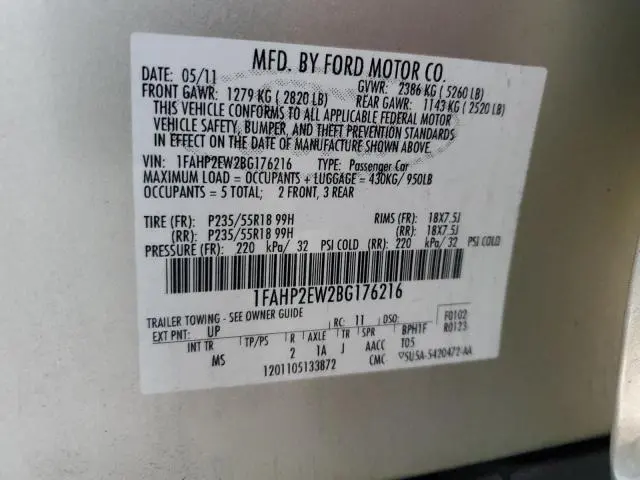 MFD. BY FORD MOTOR CO.
DATE: 05/11 GVWR: 2386 KG ( 5260 LB)
FRONT GAWR: 1279 KG ( 2820 LB) REAR GAWR: 1143 KG ( 2520 LB)
THIS VEHICLE CONFORMS TO ALL APPLICABLE FEDERAL MOTOR
VEHICLE SAFETY, BUMPER, AND THEFT PREVENTION STANDARDS
IN EFFECT ON THE DATE OF MANUFACTURE SHOWN ABOVE.
VIN: 1FAHP2EW2BG176216 TYPE: Passenger Car
MAXIMUM LOAD = OCCUPANTS + LUGGAGE = 430KG/ 950LB
OCCUPANTS = 5 TOTAL; 2 FRONT, 3 REAR
TIRE (FR): P235/55R18 99H RIMS (FR): 18X7.5J
(RR): P235/55R18 99H (RR): 18X7.5J
PRESSURE (FR): 220 kPa/ 32 PSI COLD (RR): 220 kPa/ 32 PSI COLD
1FAHP2EW2BG176216
TRAILER TOWING - SEE OWNER GUIDE RC: 11 DSO: F0102
EXT PNT: UP R0123
INT TR TP/PS R AXLE TR SPR BPHTF
MS 2 1A J AACC T05
1201105133872 CMC 5U5A-5420472-AA